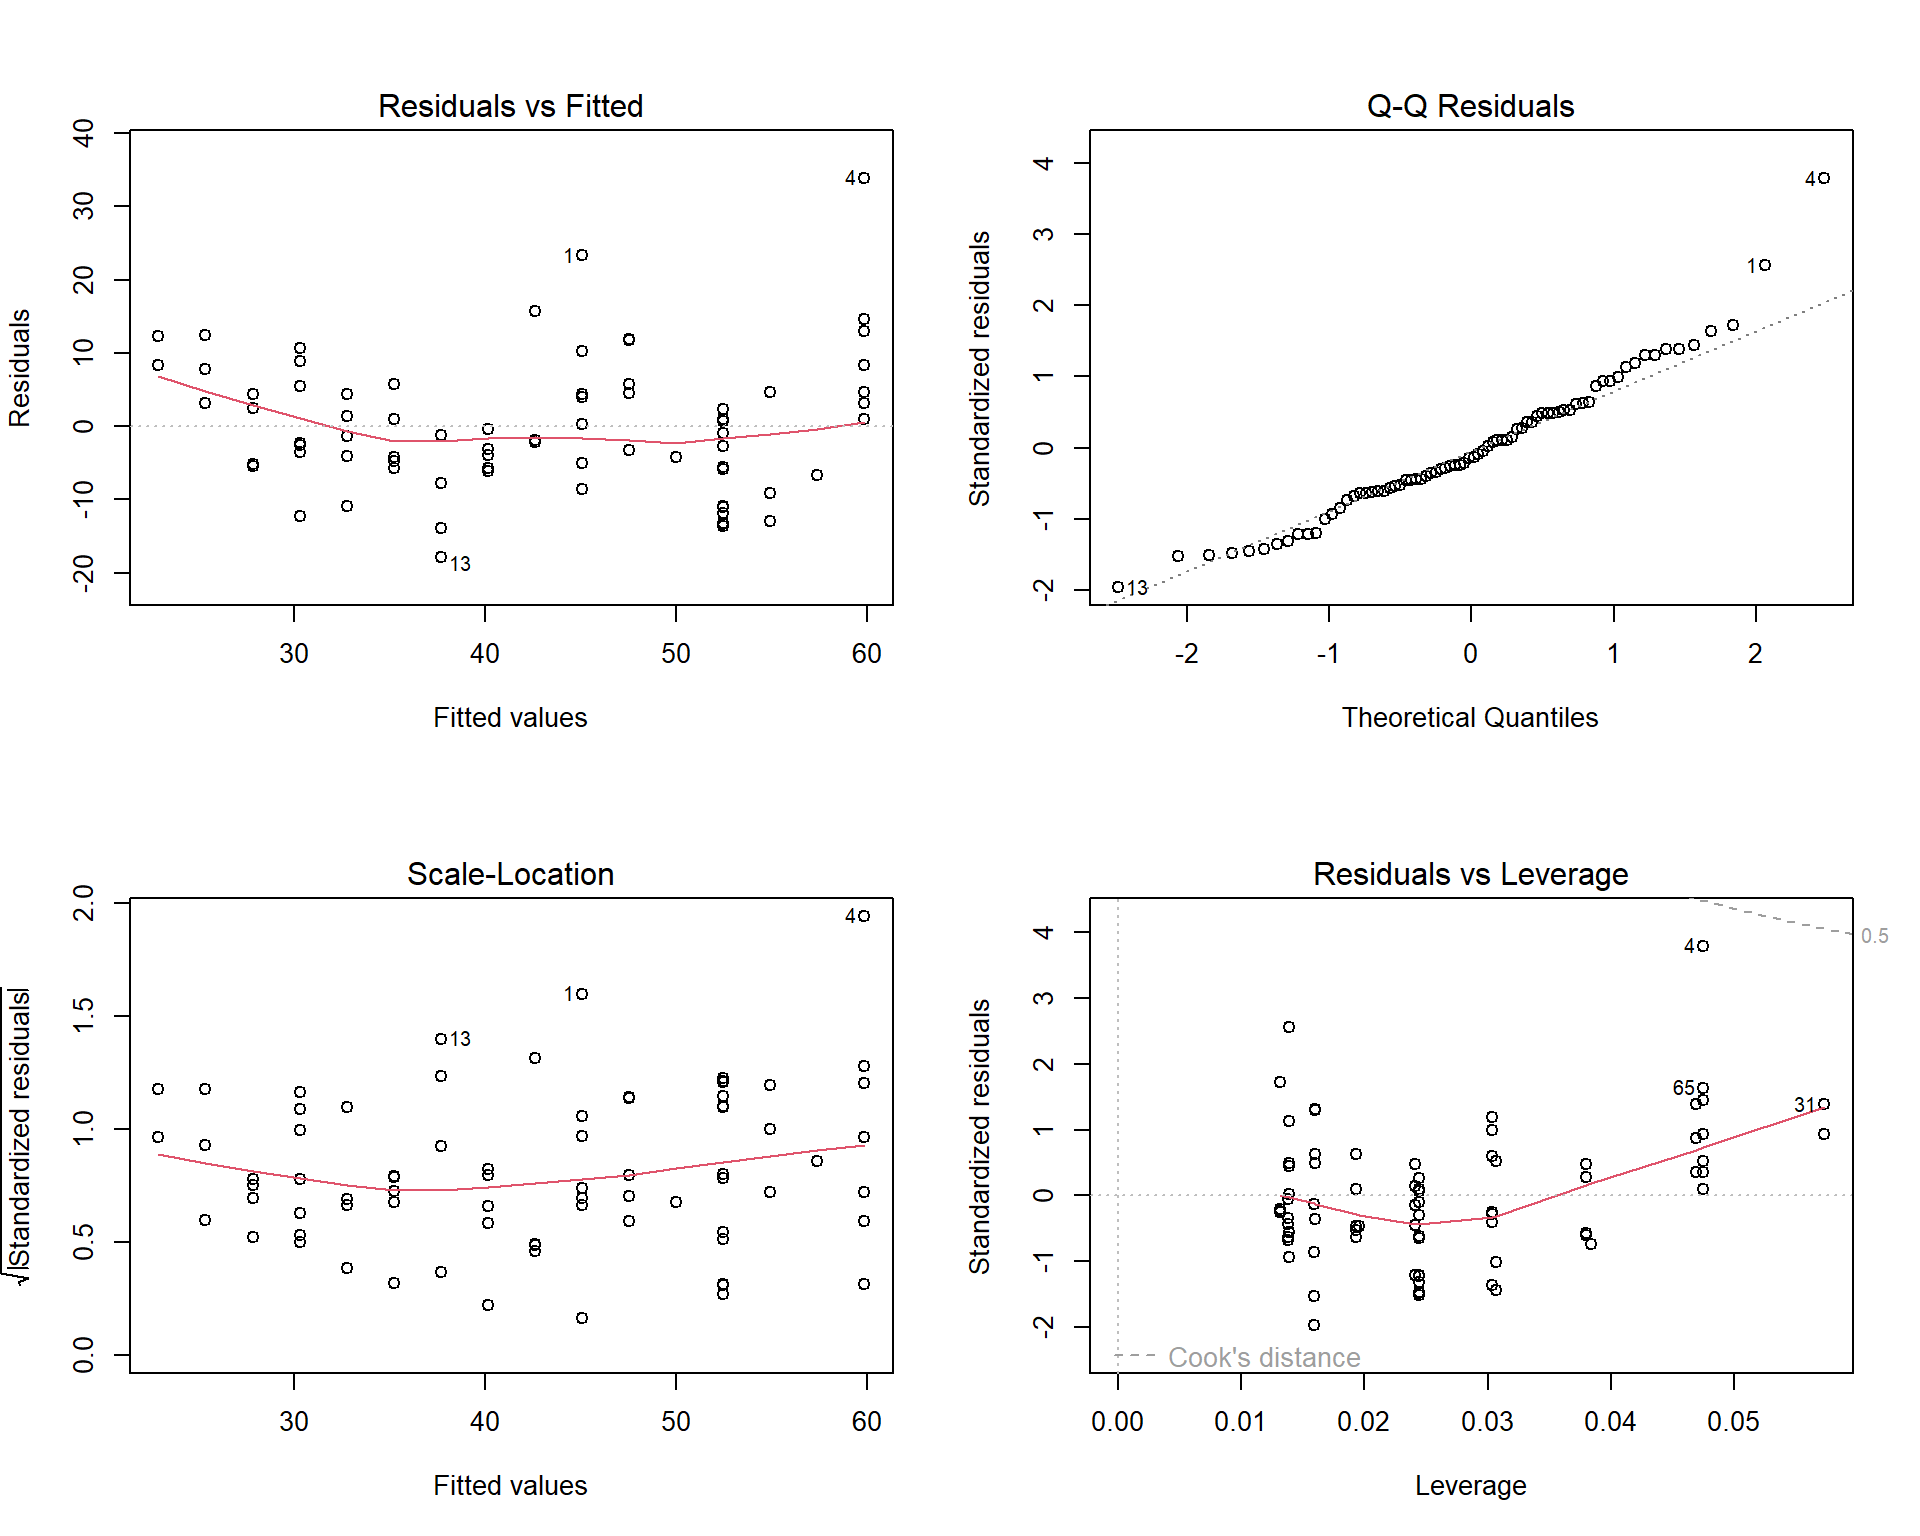 Residuals vs Fitted
Residuals
40
30
20
10
0
-10
-20
4
1
13
30 40 50 60
Fitted values
Q-Q Residuals
Standardized residuals
4
3
2
1
0
-1
-2
4
1
13
-2 -1 0 1 2
Theoretical Quantiles
Scale-Location
√|Standardized residuals|
2.0
1.5
1.0
0.5
0.0
4
1
13
30 40 50 60
Fitted values
Residuals vs Leverage
Standardized residuals
4
3
2
1
0
-1
-2
0.5
4
65
31
Cook's distance
0.00 0.01 0.02 0.03 0.04 0.05
Leverage